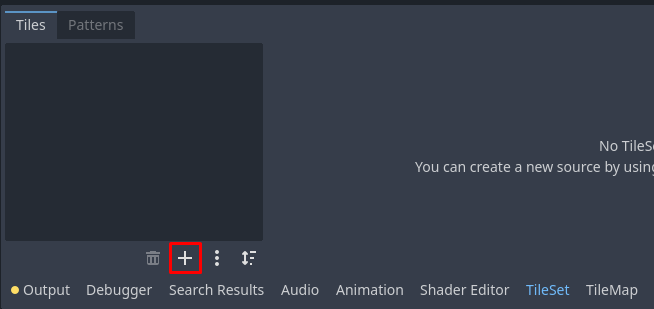 Tiles Patterns
No TileS
You can create a new source by using
Output Debugger Search Results Audio Animation Shader Editor TileSet TileMap